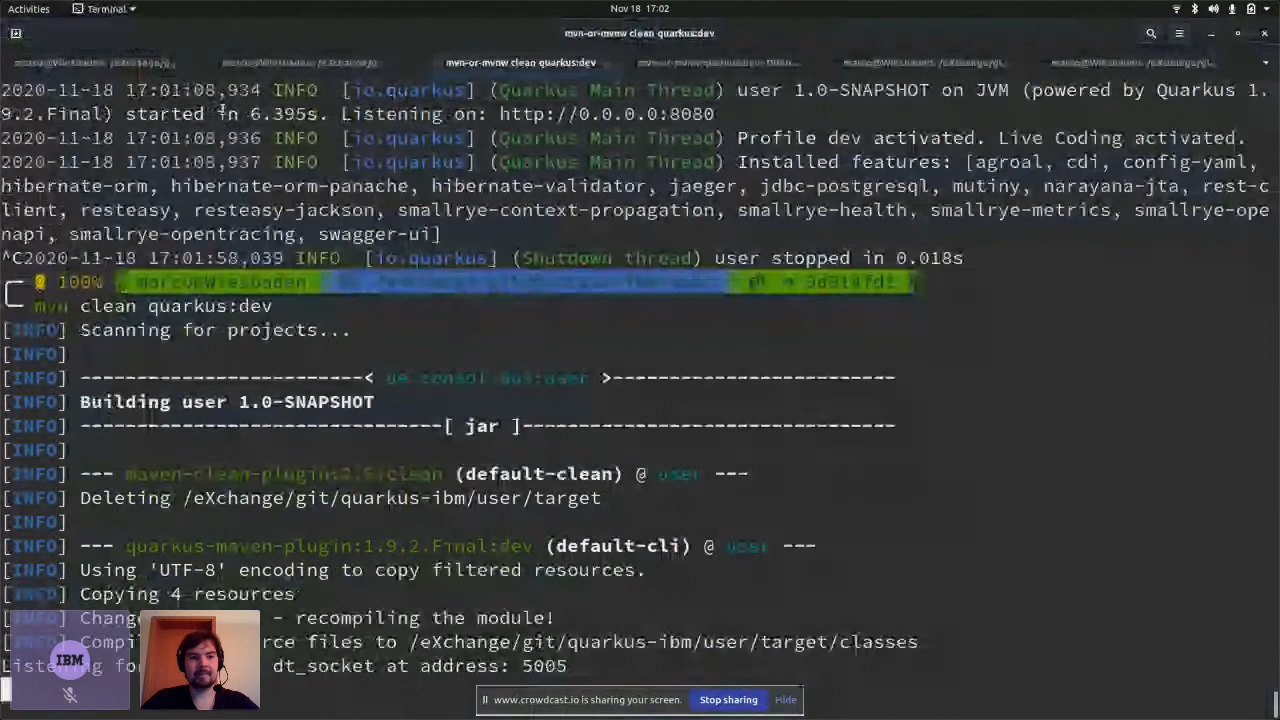 Activities Terminal Nov 18 17:02
mvn-or-mvnw clean quarkus:dev
mvn-or-mvnw clean quarkus:dev
2020-11-18 17:01:08,934 INFO [io.quarkus] (Quarkus Main Thread) user 1.0-SNAPSHOT on JVM (powered by Quarkus 1.
9.2.Final) started in 6.395s. Listening on: http://0.0.0.0:8080
2020-11-18 17:01:08,936 INFO [io.quarkus] (Quarkus Main Thread) Profile dev activated. Live Coding activated.
2020-11-18 17:01:08,937 INFO [io.quarkus] (Quarkus Main Thread) Installed features: [agroal, cdi, config-yaml,
hibernate-orm, hibernate-orm-panache, hibernate-validator, jaeger, jdbc-postgresql, mutiny, narayana-jta, rest-c
lient, resteasy, resteasy-jackson, smallrye-context-propagation, smallrye-health, smallrye-metrics, smallrye-ope
napi, smallrye-opentracing, swagger-ui]
^C2020-11-18 17:01:58,039 INFO [io.quarkus] (Shutdown thread) user stopped in 0.018s
100%
mvn clean quarkus:dev
[INFO] Scanning for projects...
[INFO]
[INFO] -------------------------< >--------------------------
[INFO] Building user 1.0-SNAPSHOT
[INFO] --------------------------------[ jar ]---------------------------------
[INFO]
[INFO] --- maven-clean-plugin:2.5:clean (default-clean) @ user ---
[INFO] Deleting /eXchange/git/quarkus-ibm/user/target
[INFO]
[INFO] --- quarkus-maven-plugin:1.9.2.Final:dev (default-cli) @ user ---
[INFO] Using 'UTF-8' encoding to copy filtered resources.
[INFO] Copying 4 resources
[INFO] - recompiling the module!
[INFO] files to /eXchange/git/quarkus-ibm/user/target/classes
dt_socket at address: 5005
IBM
www.crowdcast.io is sharing your screen. Stop sharing Hide